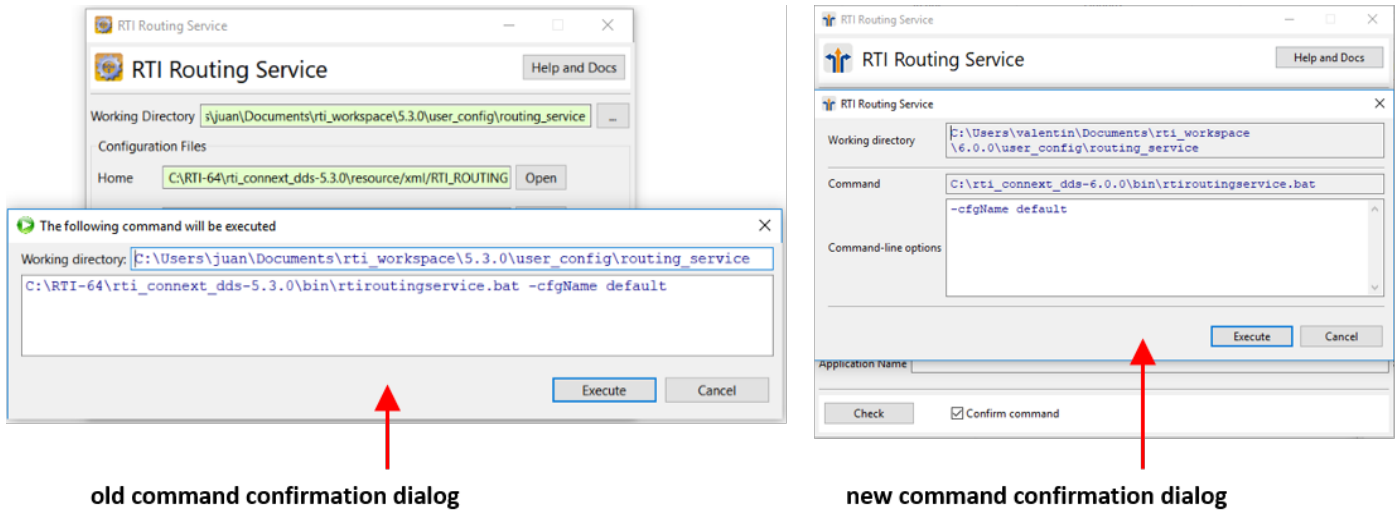 RTI Routing Service
RTI Routing Service
Help and Docs
Working Directory s\juan\Documents\rti_workspace\5.3.0\user_config\routing_service ...
Configuration Files
Home C:\RTI-64\rti_connext_dds-5.3.0\resource/xml/RTI_ROUTING Open
The following command will be executed
Working directory: C:\Users\juan\Documents\rti_workspace\5.3.0\user_config\routing_service
C:\RTI-64\rti_connext_dds-5.3.0\bin\rtiroutingservice.bat -cfgName default
Execute Cancel
old command confirmation dialog
RTI Routing Service
RTI Routing Service
Help and Docs
RTI Routing Service
Working directory
C:\Users\valentin\Documents\rti_workspace
\6.0.0\user_config\routing_service
Command C:\rti_connext_dds-6.0.0\bin\rtiroutingservice.bat
-cfgName default
Command-line options
Execute Cancel
Application Name
Check Confirm command
new command confirmation dialog